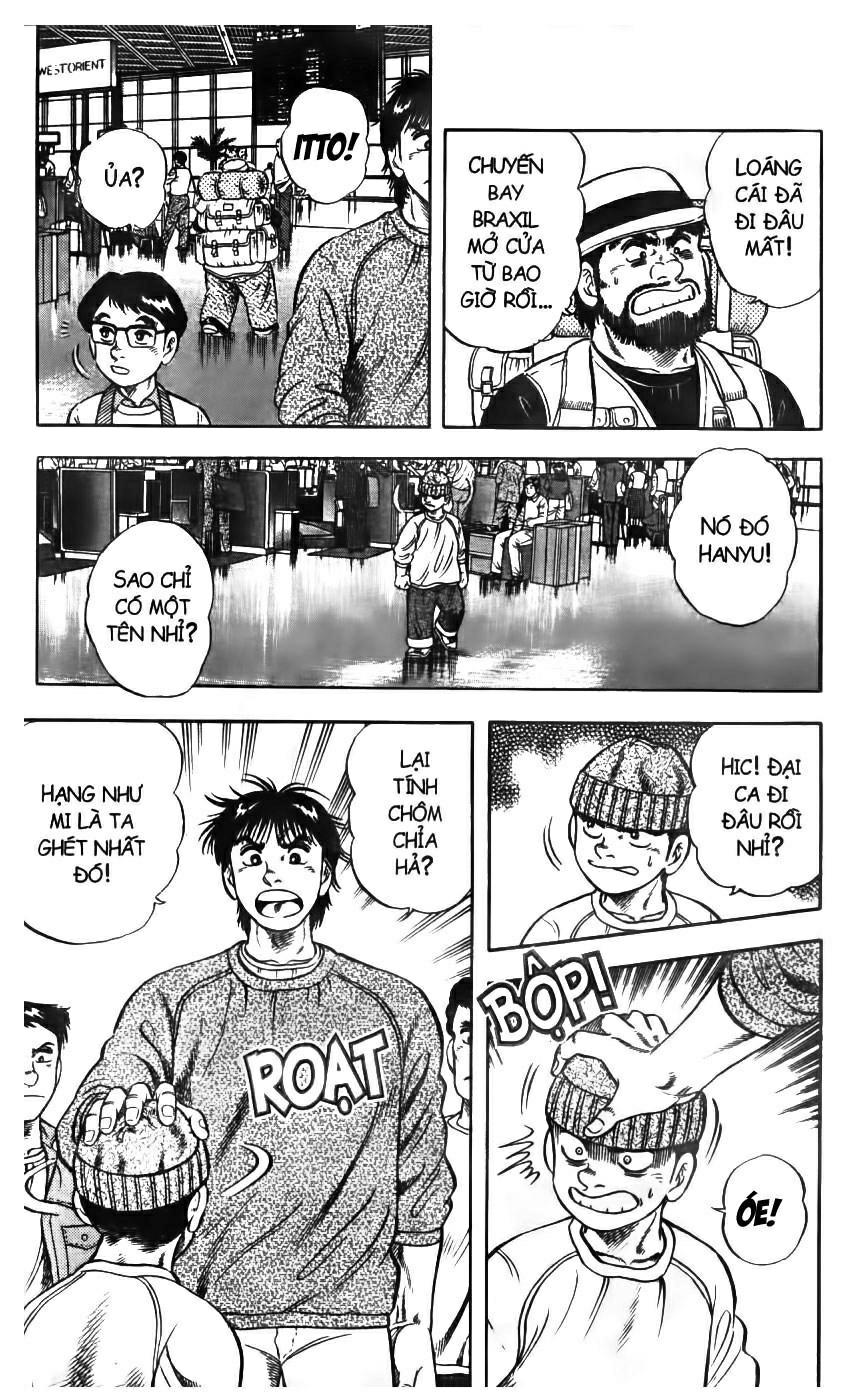 WESTORIENT
ỦA?
ITTO!
CHUYẾN
BAY
BRAXIL
MỞ CỬA
TỪ BAO
GIỜ RỒI...
LOÁNG
CÁI ĐÃ
ĐI ĐÂU
MẤT!
SAO CHỈ
CÓ MỘT
TÊN NHỈ?
NÓ ĐÓ
HANYU!
HẠNG NHƯ
MI LÀ TA
GHÉT NHẤT
ĐÓ!
LẠI
TÍNH
CHÔM
CHỈA
HẢ?
ROẠT
HIC! ĐẠI
CA ĐI
ĐÂU RỒI
NHỈ?
BỘP!
ÓE!